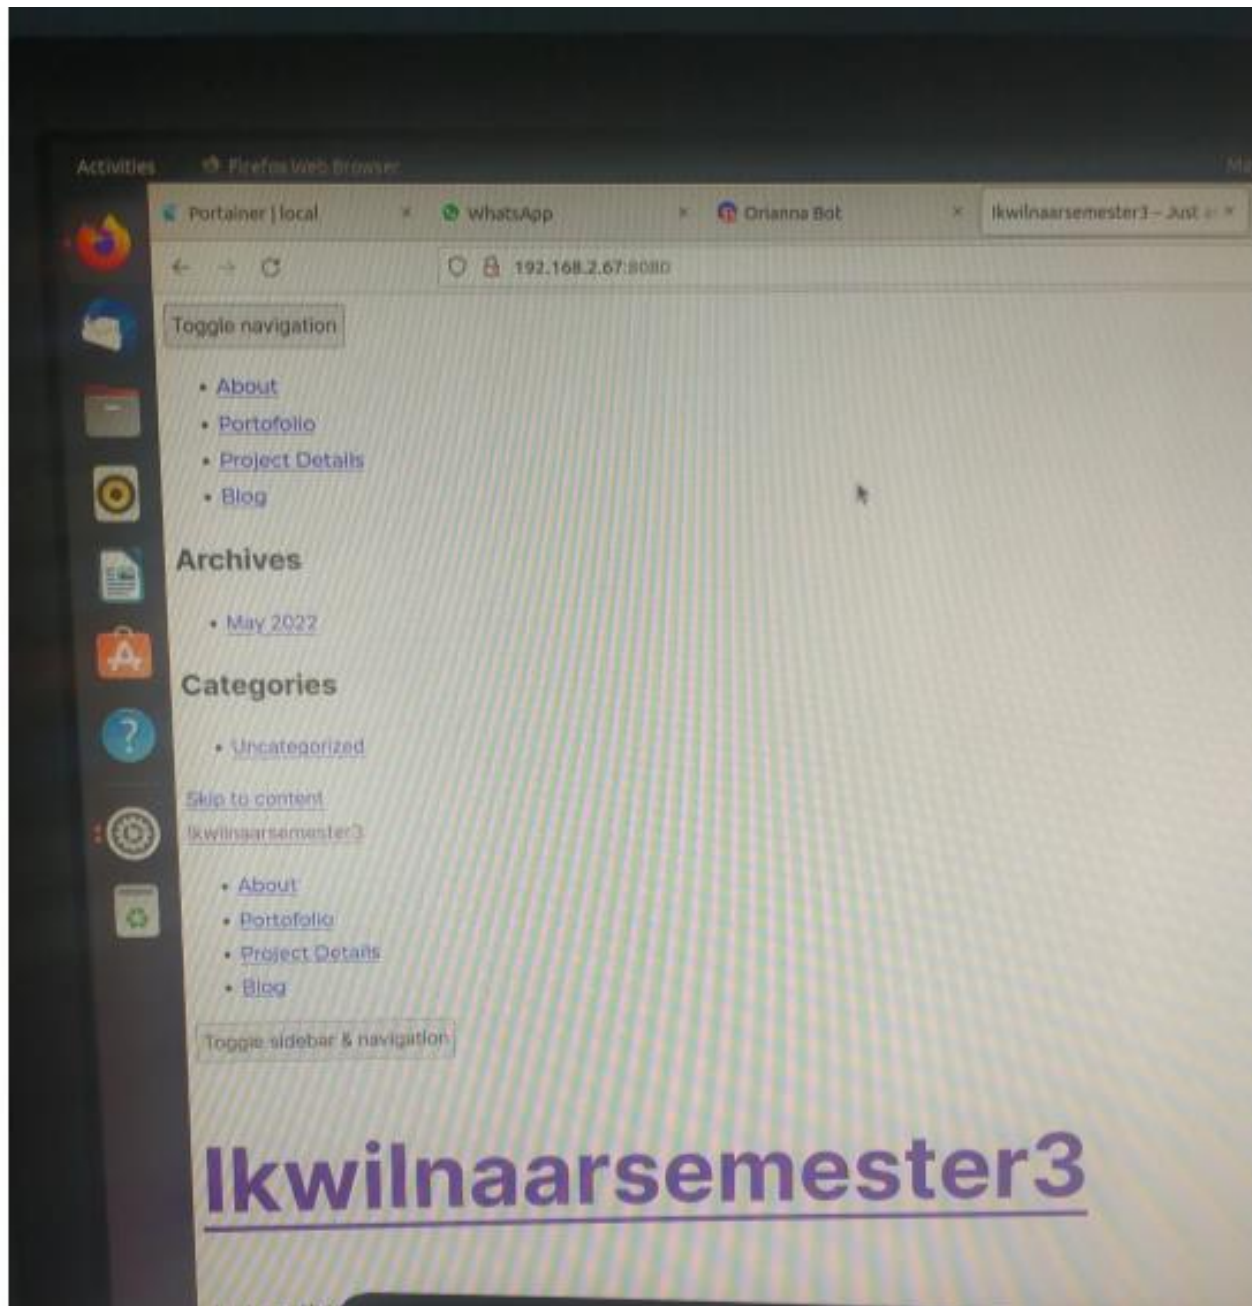 Activities Firefox Web Browser
Portainer | local WhatsApp Orianna Bot Ikwilnaarsemester3 – Just
192.168.2.67:8080
Toggle navigation
About
Portofolio
Project Details
Blog
Archives
May 2022
Categories
Uncategorized
Skip to content
Ikwilnaarsemester3
About
Portofolio
Project Details
Blog
Toggle sidebar & navigation
Ikwilnaarsemester3